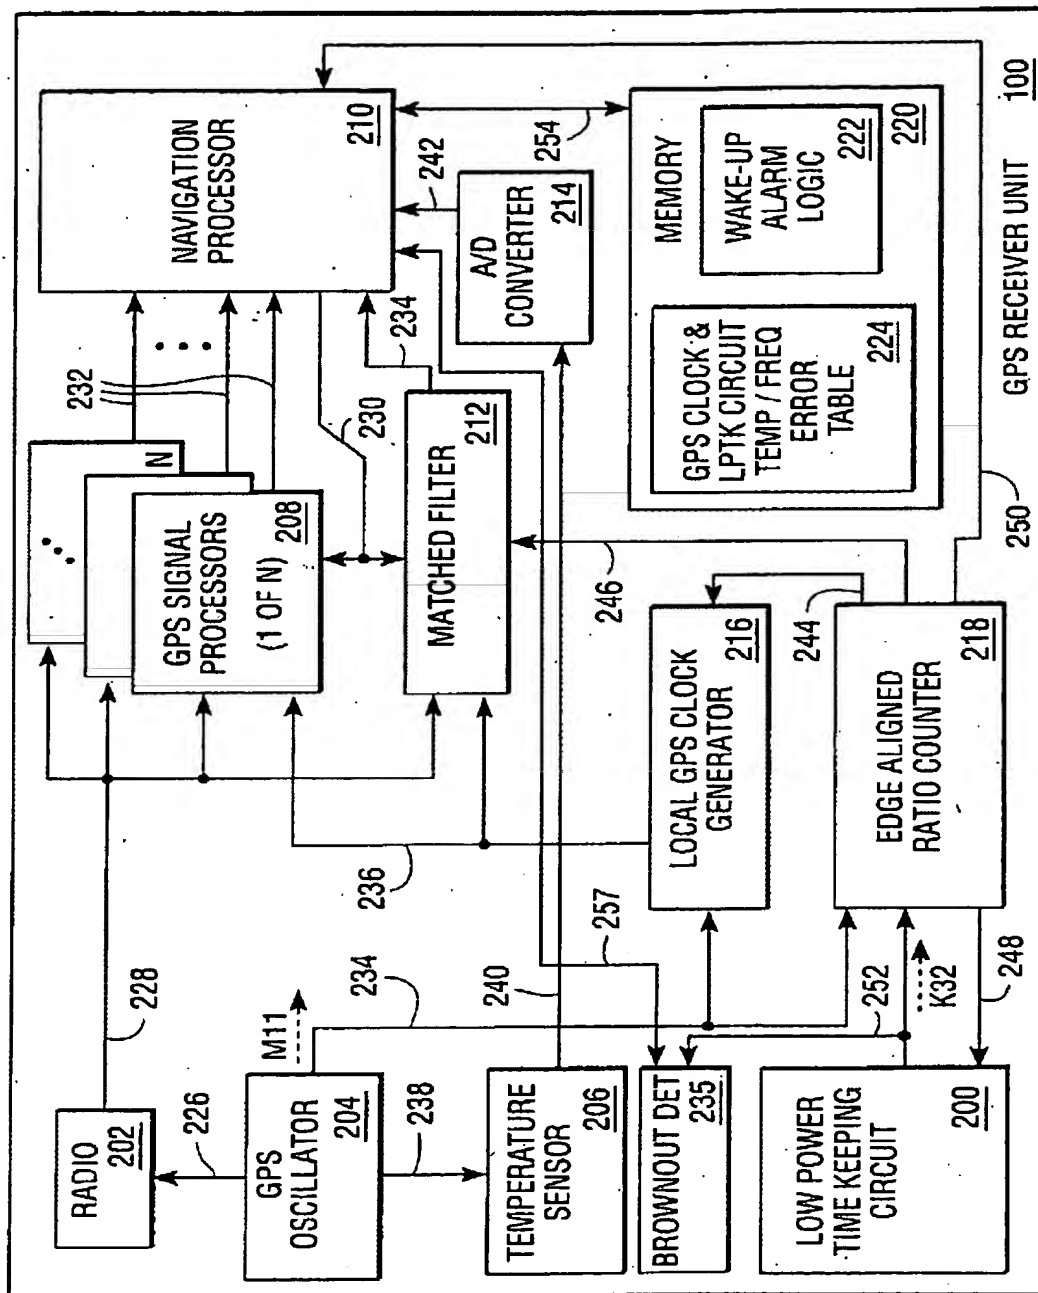 RADIO
202
226
228
GPS
OSCILLATOR
204
M11
234
238
TEMPERATURE
SENSOR
206
240
BROWNOUT DET
235
257
252
LOW POWER
TIME KEEPING
CIRCUIT
200
K32
248
GPS SIGNAL
PROCESSORS
(1 OF N)
208
N
232
230
236
MATCHED FILTER
212
234
LOCAL GPS CLOCK
GENERATOR
216
244
246
EDGE ALIGNED
RATIO COUNTER
218
250
NAVIGATION
PROCESSOR
210
242
254
A/D
CONVERTER
214
MEMORY
220
WAKE-UP
ALARM
LOGIC
222
GPS CLOCK &
LPTK CIRCUIT
TEMP / FREQ
ERROR
TABLE
224
GPS RECEIVER UNIT
100